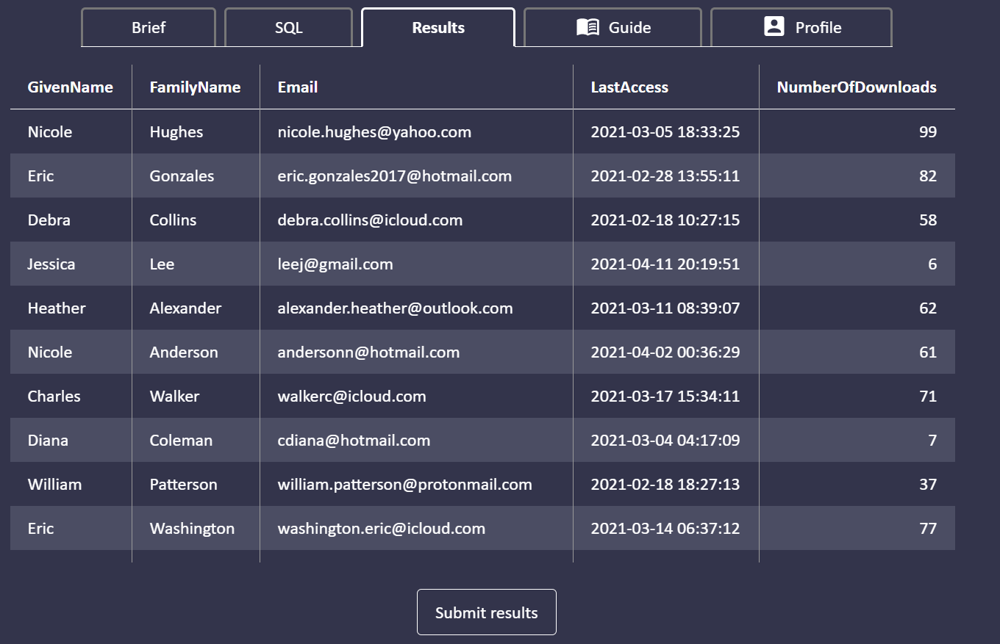 Brief SQL Results Guide Profile
GivenName FamilyName Email LastAccess NumberOfDownloads
Nicole Hughes nicole.hughes@yahoo.com 2021-03-05 18:33:25 99
Eric Gonzales eric.gonzales2017@hotmail.com 2021-02-28 13:55:11 82
Debra Collins debra.collins@icloud.com 2021-02-18 10:27:15 58
Jessica Lee leej@gmail.com 2021-04-11 20:19:51 6
Heather Alexander alexander.heather@outlook.com 2021-03-11 08:39:07 62
Nicole Anderson andersonn@hotmail.com 2021-04-02 00:36:29 61
Charles Walker walkerc@icloud.com 2021-03-17 15:34:11 71
Diana Coleman cdiana@hotmail.com 2021-03-04 04:17:09 7
William Patterson william.patterson@protonmail.com 2021-02-18 18:27:13 37
Eric Washington washington.eric@icloud.com 2021-03-14 06:37:12 77
Submit results